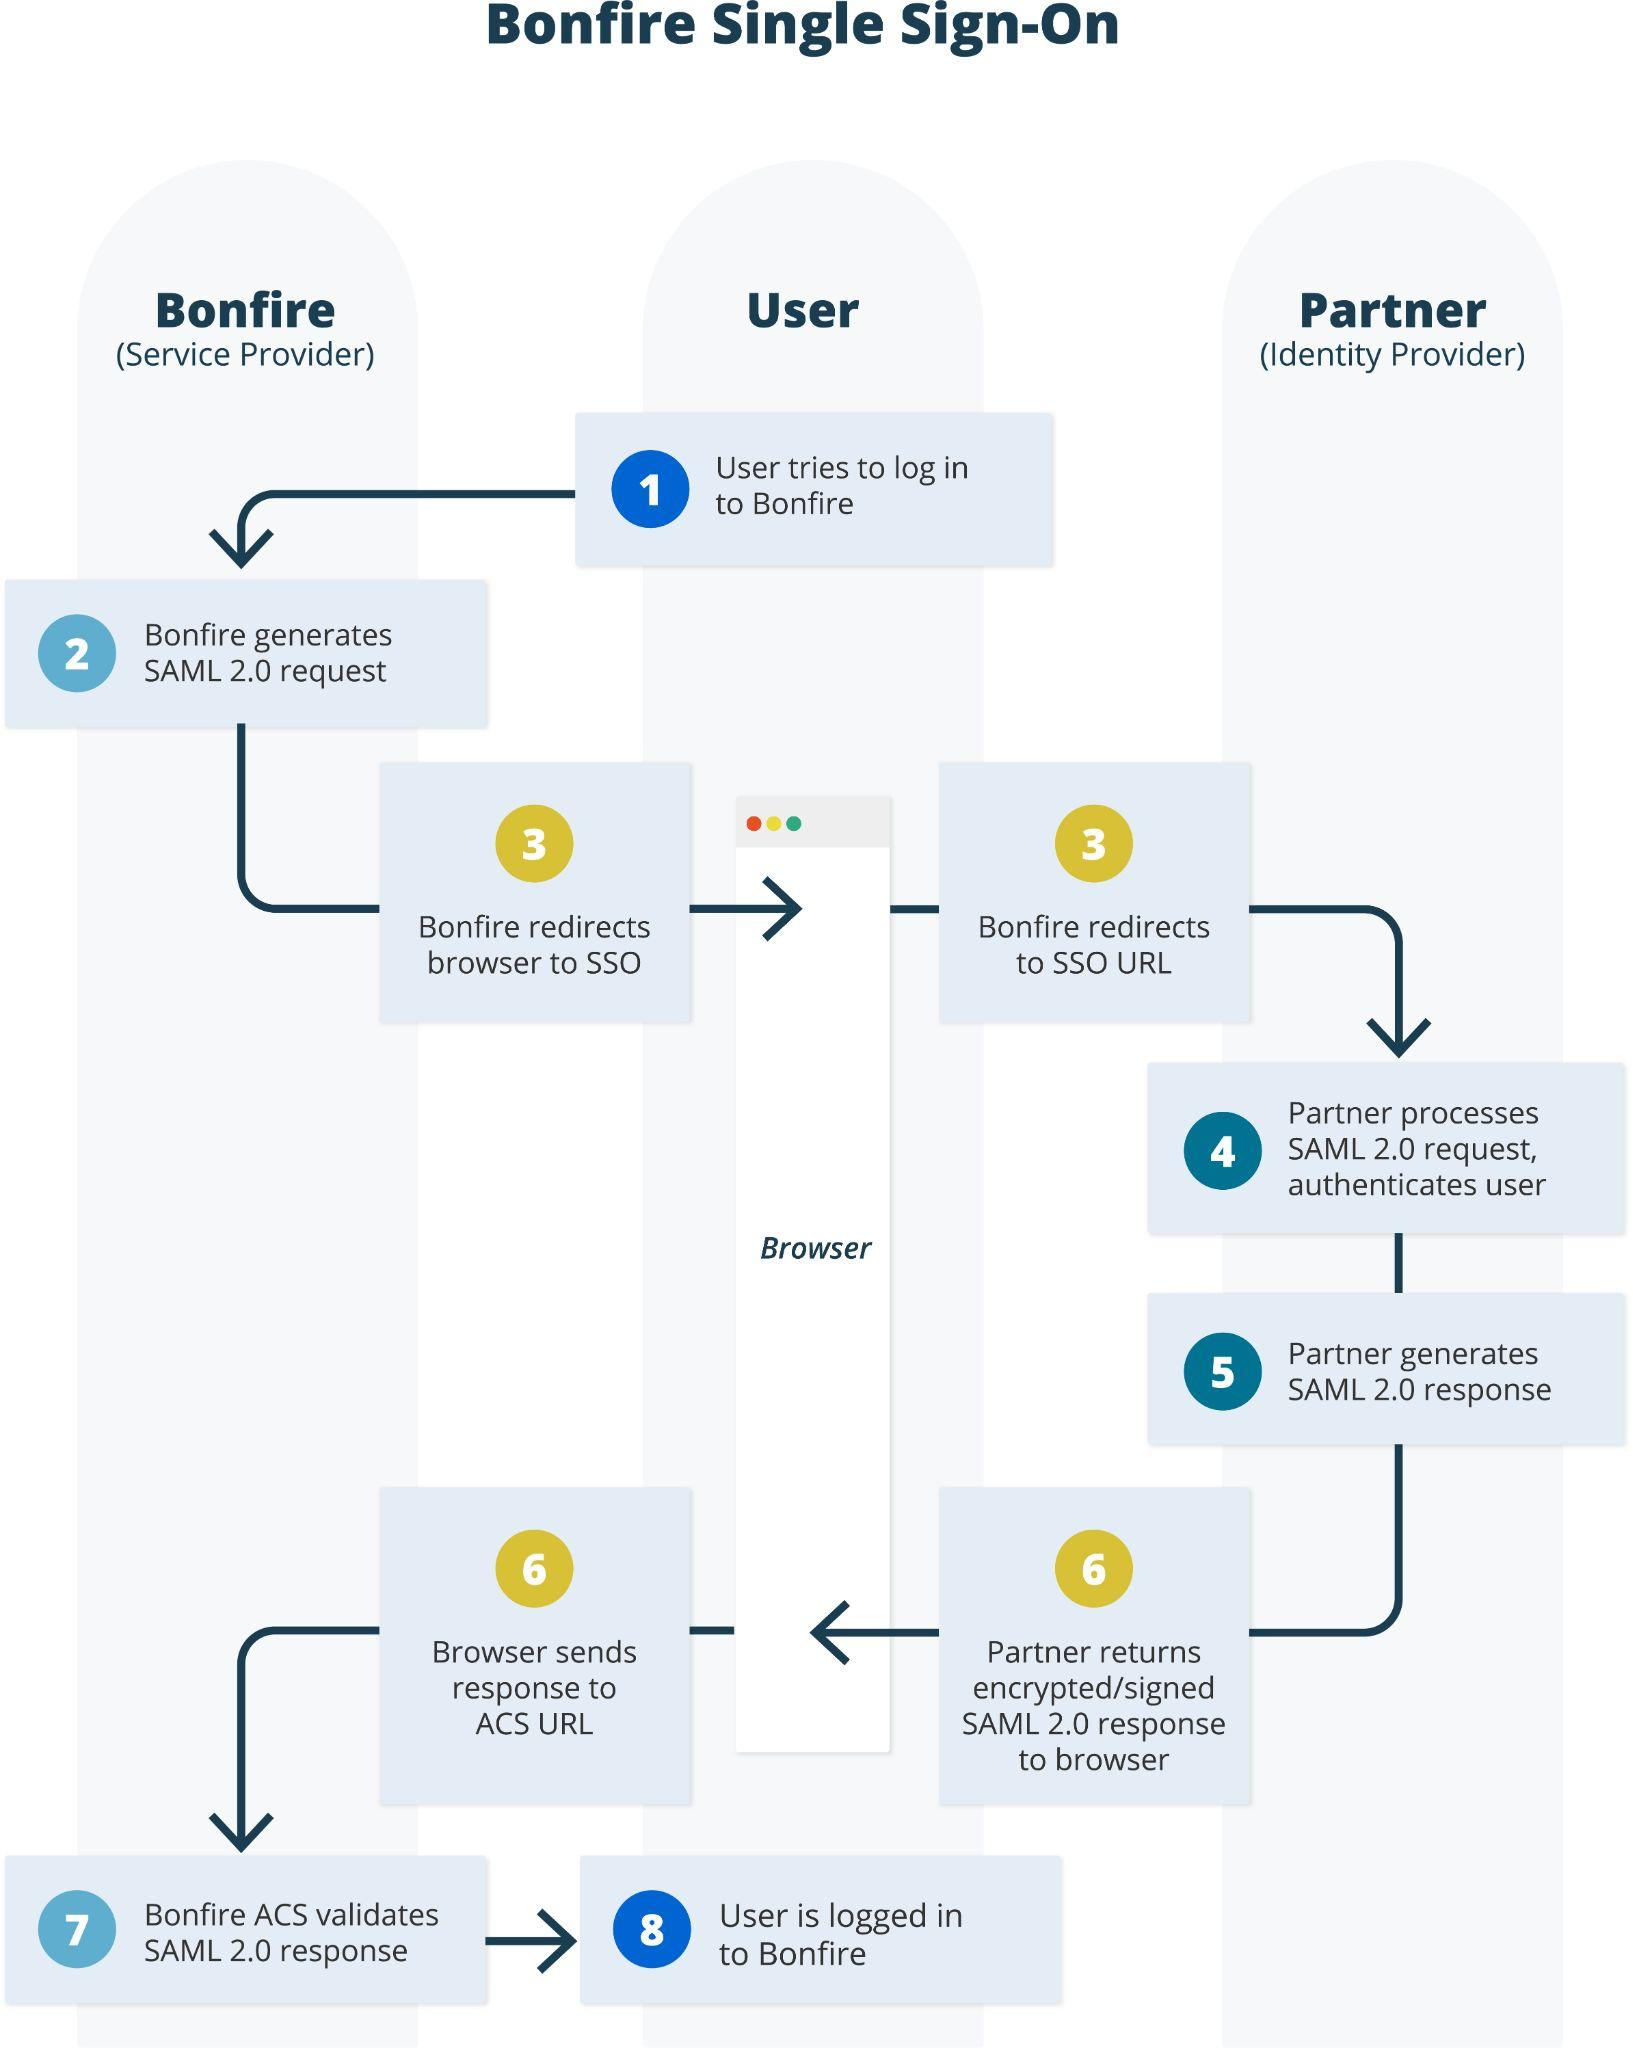 Bonfire Single Sign-On
Bonfire
(Service Provider)
User
Partner
(Identity Provider)
1
User tries to log in
to Bonfire
2
Bonfire generates
SAML 2.0 request
3
Bonfire redirects
browser to SSO
3
Bonfire redirects
to SSO URL
4
Partner processes
SAML 2.0 request,
authenticates user
Browser
5
Partner generates
SAML 2.0 response
6
Partner returns
encrypted/signed
SAML 2.0 response
to browser
6
Browser sends
response to
ACS URL
7
Bonfire ACS validates
SAML 2.0 response
8
User is logged in
to Bonfire